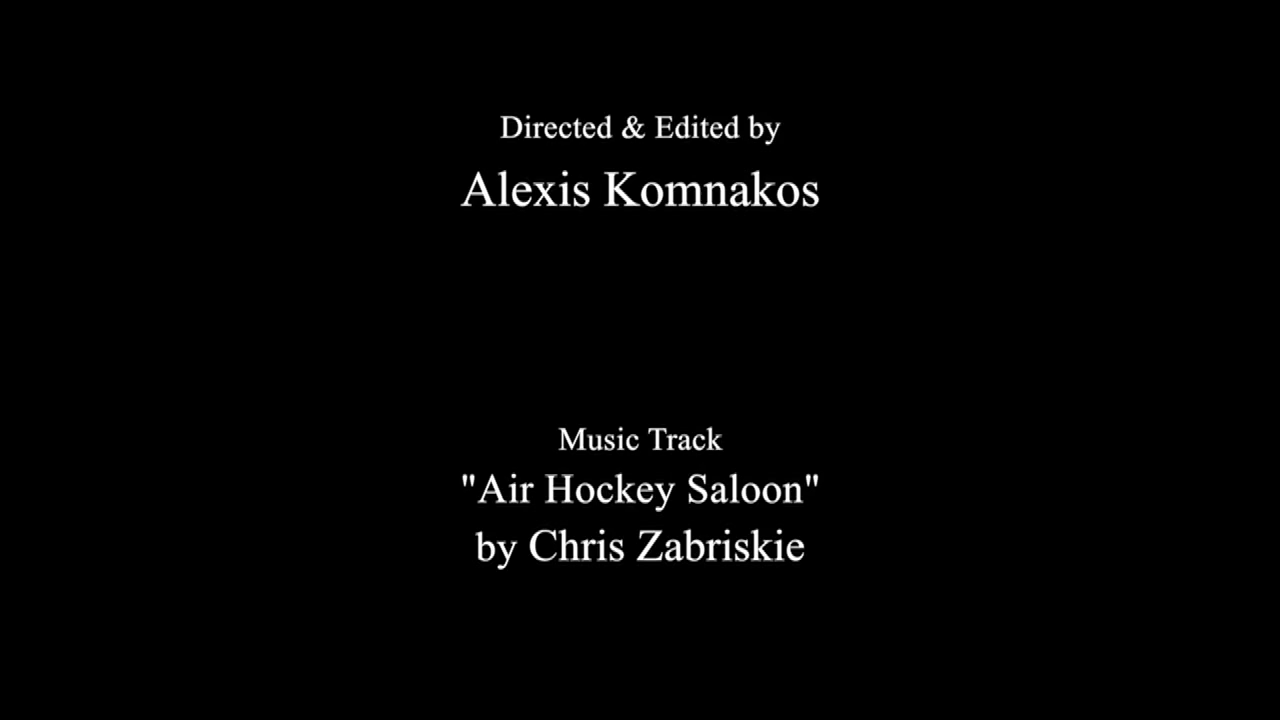 Directed & Edited by
Alexis Komnakos
Music Track
"Air Hockey Saloon"
by Chris Zabriskie